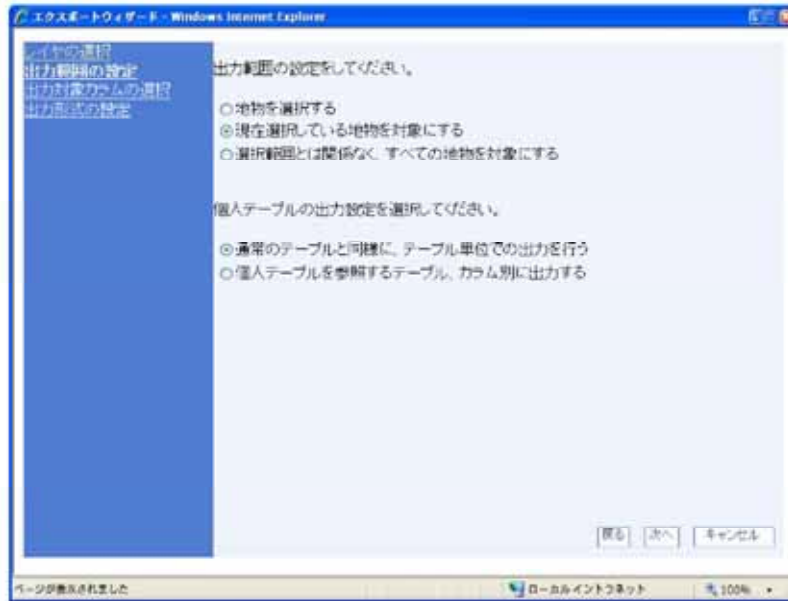 エクスポートウィザード - Windows Internet Explorer
レイヤの選択
出力範囲の設定
出力対象カラムの選択
出力形式の設定
出力範囲の設定をしてください。
地物を選択する
現在選択している地物を対象にする
選択範囲とは関係なく、すべての地物を対象にする
個人テーブルの出力設定を選択してください。
通常のテーブルと同様に、テーブル単位での出力を行う
個人テーブルを参照するテーブル、カラム別に出力する
戻る 次へ キャンセル
ページが表示されました ローカル イントラネット 100%